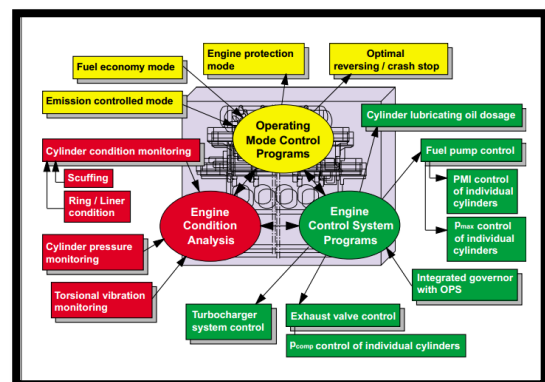 Engine protection
mode
Optimal
reversing / crash stop
Fuel economy mode
Emission controlled mode
Operating
Mode Control
Programs
Cylinder lubricating oil dosage
Cylinder condition monitoring
Fuel pump control
Scuffing
PMI control
of individual
cylinders
Ring / Liner
condition
Engine
Condition
Analysis
Engine
Control System
Programs
Pmax control
of individual
cylinders
Cylinder pressure
monitoring
Integrated governor
with OPS
Torsional vibration
monitoring
Turbocharger
system control
Exhaust valve control
Pcomp control of individual cylinders